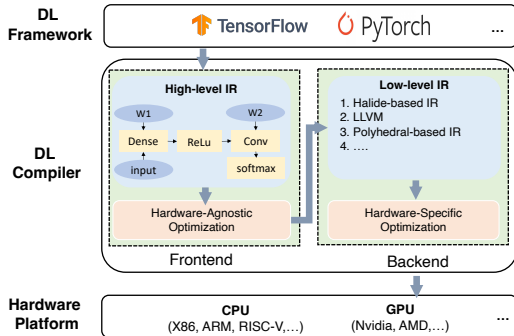 DL
Framework
TensorFlow
PyTorch
...
DL
Compiler
High-level IR
W1
W2
Dense
ReLu
Conv
input
softmax
Hardware-Agnostic
Optimization
Frontend
Low-level IR
1. Halide-based IR
2. LLVM
3. Polyhedral-based IR
4. ....
Hardware-Specific
Optimization
Backend
Hardware
Platform
CPU
(X86, ARM, RISC-V,...)
GPU
(Nvidia, AMD,...)
...